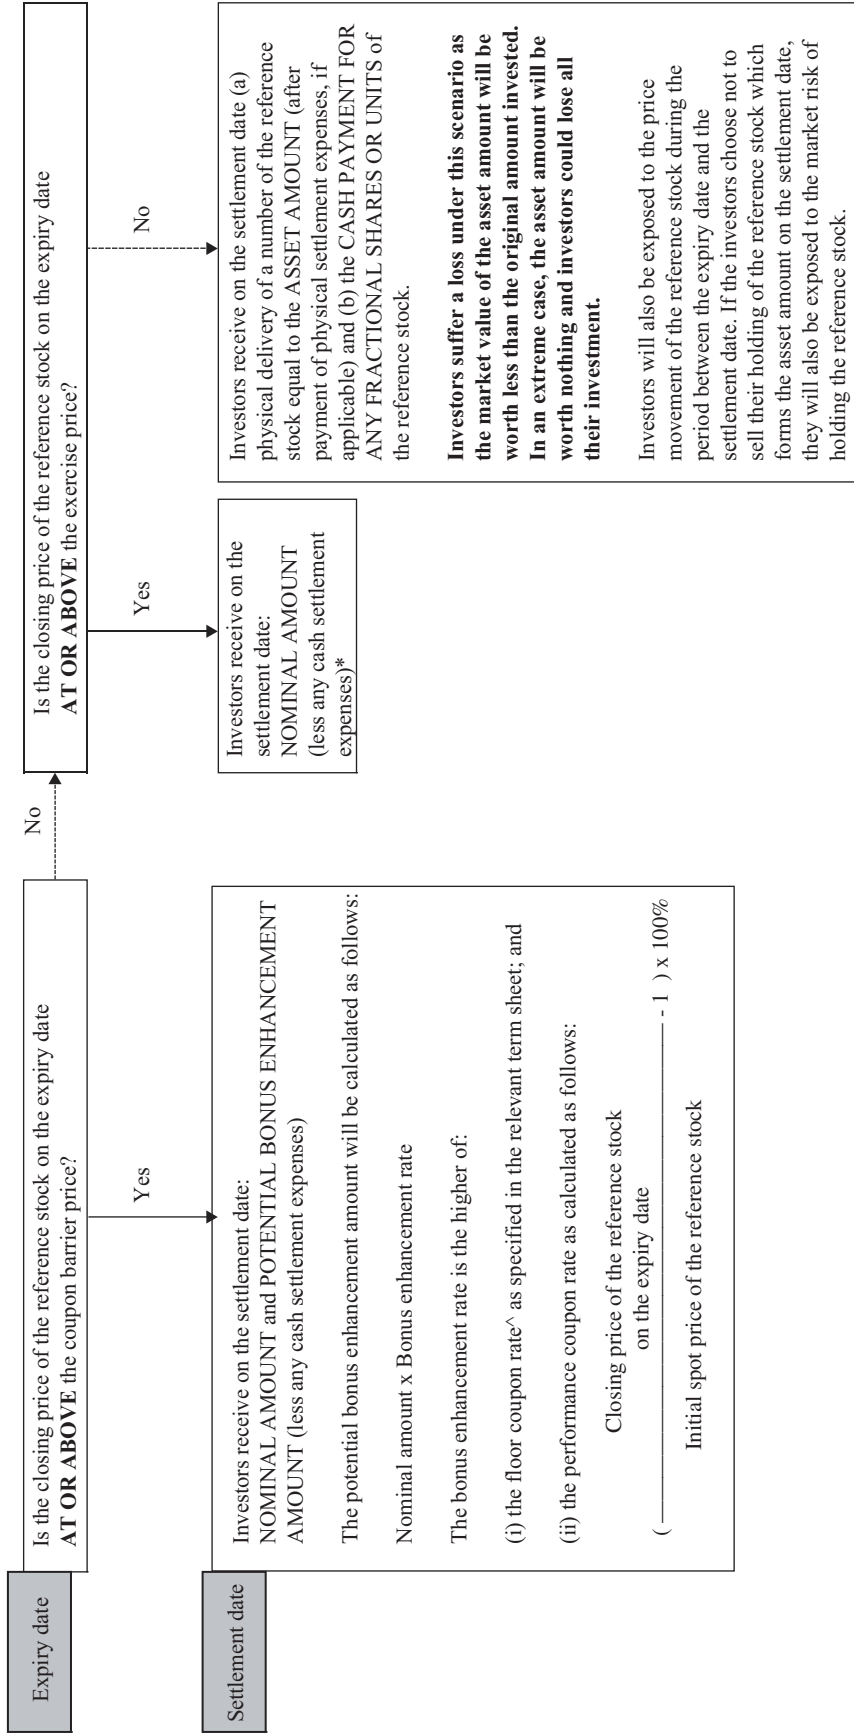 Expiry date
Is the closing price of the reference stock on the expiry date
AT OR ABOVE the coupon barrier price?
No
Is the closing price of the reference stock on the expiry date
AT OR ABOVE the exercise price?
Yes
Yes
No
Settlement date
Investors receive on the settlement date:
NOMINAL AMOUNT and POTENTIAL BONUS ENHANCEMENT
AMOUNT (less any cash settlement expenses)
The potential bonus enhancement amount will be calculated as follows:
Nominal amount x Bonus enhancement rate
The bonus enhancement rate is the higher of:
(i) the floor coupon rate^ as specified in the relevant term sheet; and
(ii) the performance coupon rate as calculated as follows:
Closing price of the reference stock
on the expiry date
( - 1 ) x 100%
Initial spot price of the reference stock
Investors receive on the
settlement date:
NOMINAL AMOUNT
(less any cash settlement
expenses)*
Investors receive on the settlement date (a)
physical delivery of a number of the reference
stock equal to the ASSET AMOUNT (after
payment of physical settlement expenses, if
applicable) and (b) the CASH PAYMENT FOR
ANY FRACTIONAL SHARES OR UNITS of
the reference stock.
Investors suffer a loss under this scenario as
the market value of the asset amount will be
worth less than the original amount invested.
In an extreme case, the asset amount will be
worth nothing and investors could lose all
their investment.
Investors will also be exposed to the price
movement of the reference stock during the
period between the expiry date and the
settlement date. If the investors choose not to
sell their holding of the reference stock which
forms the asset amount on the settlement date,
they will also be exposed to the market risk of
holding the reference stock.